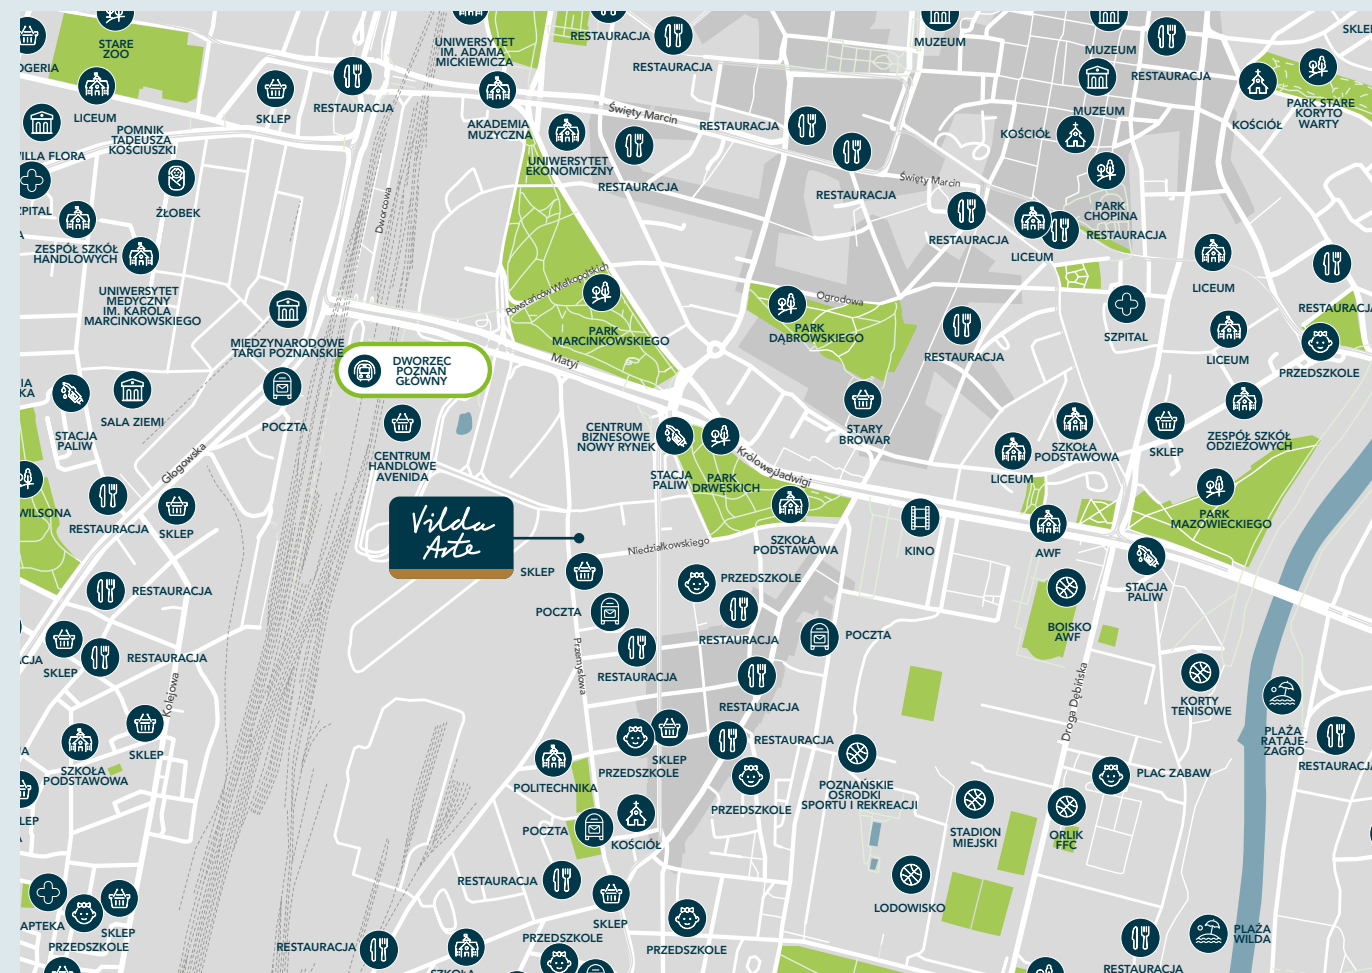 STARE
ZOO
UNIWERSYTET
IM. ADAMA
MICKIEWICZA
RESTAURACJA
RESTAURACJA
MUZEUM
MUZEUM
RESTAURACJA
SKLE
OGERIA
LICEUM
SKLEP
RESTAURACJA
AKADEMIA
MUZYCZNA
Święty Marcin
RESTAURACJA
MUZEUM
KOŚCIÓŁ
KOŚCIÓŁ
PARK STARE
KORYTO
WARTY
POMNIK
TADEUSZA
KOŚCIUSZKI
VILLA FLORA
UNIWERSYTET
EKONOMICZNY
RESTAURACJA
RESTAURACJA
Święty Marcin
ZPITAL
ŻŁOBEK
Dworcowa
PARK
CHOPINA
RESTAURACJA
RESTAURACJA
LICEUM
ZESPÓŁ SZKÓŁ
HANDLOWYCH
LICEUM
UNIWERSYTET
MEDYCZNY
IM. KAROLA
MARCINKOWSKIEGO
Powstańców Wielkopolskich
Ogrodowa
RESTAURACJA
MIĘDZYNARODOWE
TARGI POZNAŃSKIE
PARK
MARCINKOWSKIEGO
PARK
DĄBROWSKIEGO
SZPITAL
RESTAURACJA
LICEUM
PRZEDSZKOLE
DWORZEC
POZNAŃ
GŁÓWNY
Matyi
SALA ZIEMI
POCZTA
STACJA
PALIW
CENTRUM
HANDLOWE
AVENIDA
CENTRUM
BIZNESOWE
NOWY RYNEK
STARY
BROWAR
SZKOŁA
PODSTAWOWA
SKLEP
ZESPÓŁ SZKÓŁ
ODZIEŻOWYCH
Głogowska
Królowej Jadwigi
STACJA
PALIW
PARK
DRWĘSKICH
LICEUM
WILSONA
RESTAURACJA
SKLEP
Vilda
Arte
PARK
MAZOWIECKIEGO
Niedziałkowskiego
SZKOŁA
PODSTAWOWA
KINO
AWF
SKLEP
PRZEDSZKOLE
STACJA
PALIW
RESTAURACJA
POCZTA
RESTAURACJA
POCZTA
BOISKO
AWF
CJA
SKLEP
RESTAURACJA
Przemysłowa
RESTAURACJA
Kolejowa
RESTAURACJA
Droga Dębińska
KORTY
TENISOWE
SKLEP
SKLEP
RESTAURACJA
PLAŻA
RATAJE-
ZAGRO
RESTAURACJA
SZKOŁA
PODSTAWOWA
POLITECHNIKA
PRZEDSZKOLE
PRZEDSZKOLE
POZNAŃSKIE
OŚRODKI
SPORTU I REKREACJI
PLAC ZABAW
LEP
POCZTA
KOŚCIÓŁ
STADION
MIEJSKI
ORLIK
FFC
RESTAURACJA
LODOWISKO
APTEKA
SKLEP
PRZEDSZKOLE
SKLEP
RESTAURACJA
PRZEDSZKOLE
PRZEDSZKOLE
PLAŻA
WILDA
SZKOŁA
RESTAURACJA